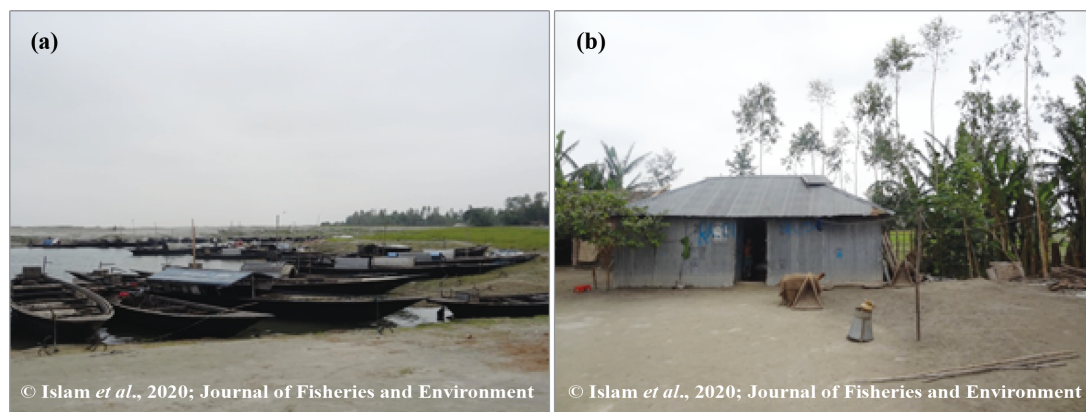 (a)
(b)
© Islam et al., 2020; Journal of Fisheries and Environment
© Islam et al., 2020; Journal of Fisheries and Environment